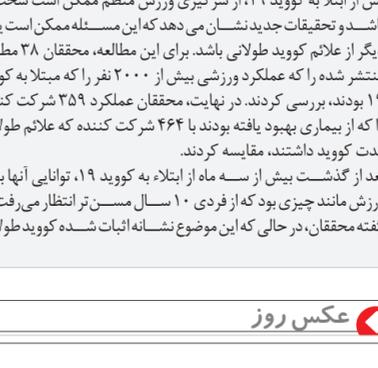 پس از ابتلا به کووید ۱۹، از سر گیری ورزش منظم ممکن است سخت
باشد و تحقیقات جدید نشان می دهد که این مسئله ممکن است ی
دیگر از علائم کووید طولانی باشد. برای این مطالعه، محققان ۳۸ مط
منتشر شده را که عملکرد ورزشی بیش از ۲۰۰۰ نفر را که مبتلا به کو
۱۹ بودند، بررسی کردند. در نهایت، محققان عملکرد ۳۵۹ شرکت کن
را که از بیماری بهبود یافته بودند با ۴۶۴ شرکت کننده که علائم طولا
مدت کووید داشتند، مقایسه کردند.
بعد از گذشت بیش از سه ماه از ابتلاء به کووید ۱۹، توانایی آنها ب
ورزش مانند چیزی بود که از فردی ۱۰ سال مسن‌تر انتظار می‌رفت
گفته محققان، در حالی که این موضوع نشانه اثبات شده کووید طولا
عکس روز